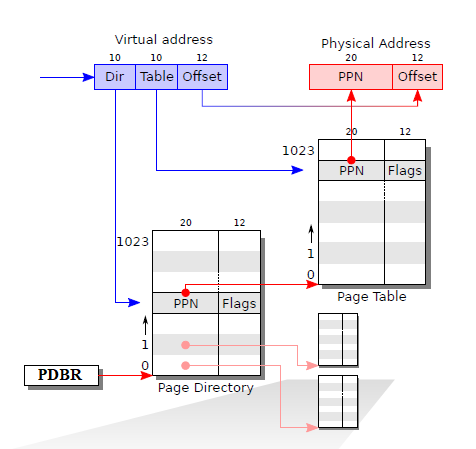 Virtual address
10 10 12
Dir Table Offset
Physical Address
20 12
PPN Offset
20 12
1023
PPN Flags
1
0
Page Table
20 12
1023
PPN Flags
1
0
Page Directory
PDBR